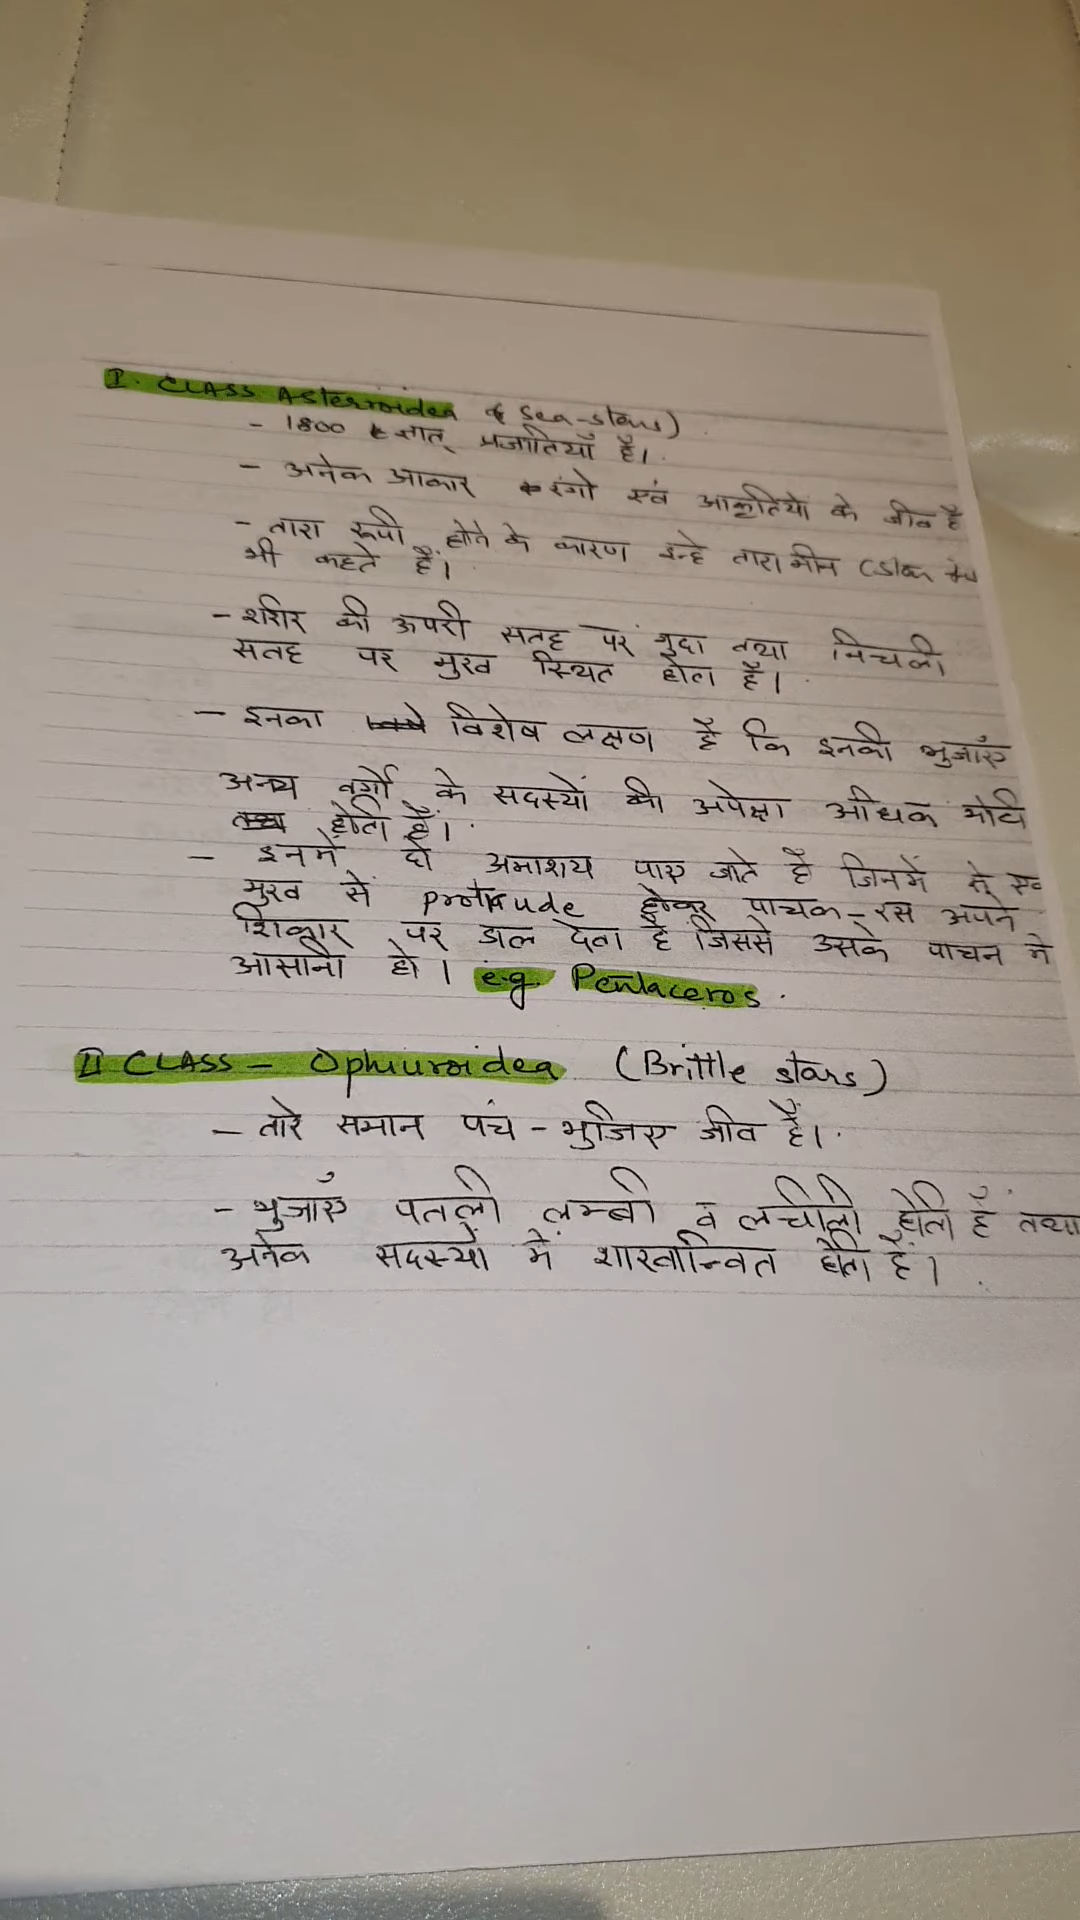 I. CLASS Asteroidea (Sea-stars)
- 1800 ज्ञात प्रजातियाँ है।
- अनेक आकार रंगो एवं आकृतियो के जीव है
- तारा रूपी होने के कारण इन्हे तारा मीन (Star
भी कहते हैं।
- शरीर की ऊपरी सतह पर गुदा तथा निचली
सतह पर मुख स्थित होता है।
- इनका विशेष लक्षण है कि इनकी भुजाएँ
अन्य वर्गों के सदस्यों की अपेक्षा अधिक मोटी
होती है।
- इनमें दो अमाशय पाए जाते हैं जिनमें से एक
मुख से protrude होकर पाचक-रस अपने
शिकार पर डाल देता है जिससे उसके पाचन मे
आसानी हो। e.g. Pentaceros.
II CLASS - Ophiuroidea (Brittle stars)
- तारे समान पंच-भुजिए जीव हैं।
- भुजाएँ पतली लम्बी व लचीली होती हैं तथा
अनेक सदस्यों में शाखान्वित होती हैं।